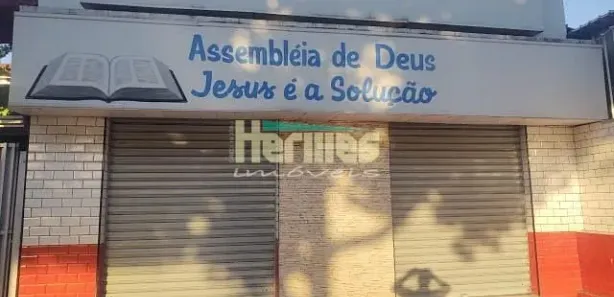 Assembléia de Deus
Jesus é a Solução
Hermes
imóveis